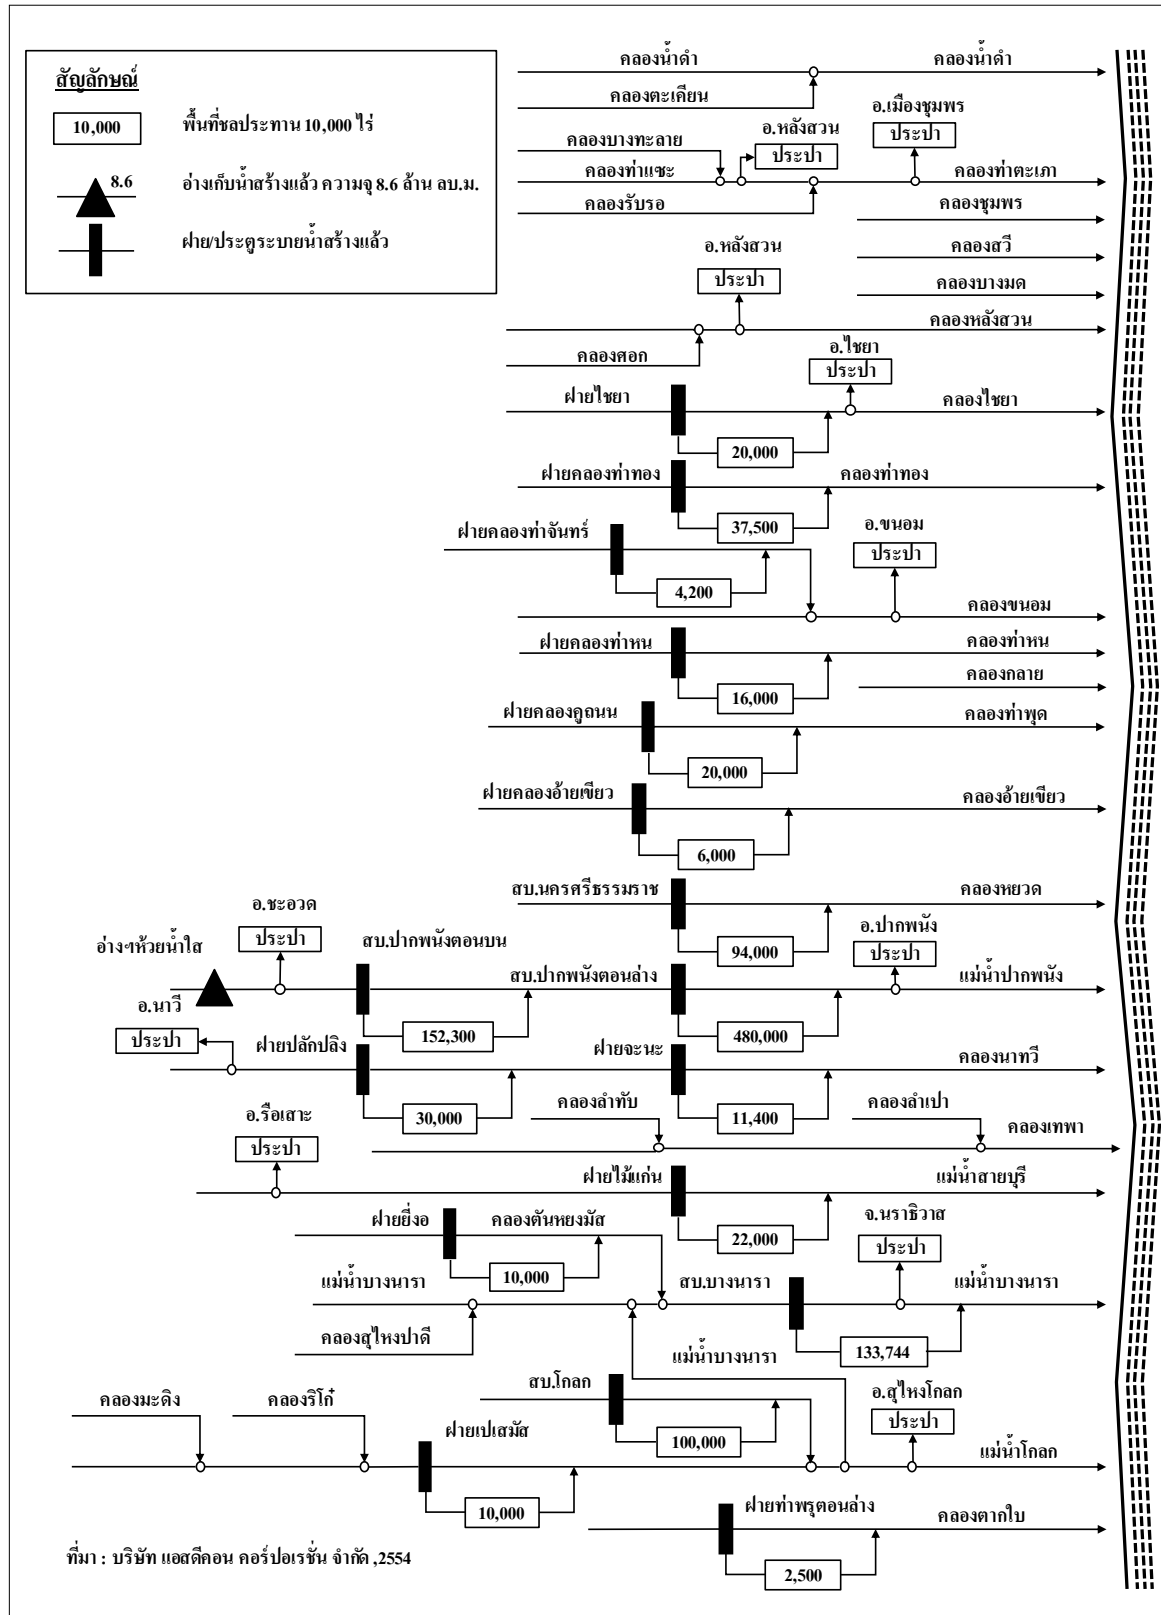 สัญลักษณ์
10,000
พื้นที่ชลประทาน 10,000 ไร่
8.6
อ่างเก็บน้ำสร้างแล้ว ความจุ 8.6 ล้าน ลบ.ม.
ฝาย/ประตูระบายน้ำสร้างแล้ว
คลองน้ำดำ
คลองน้ำดำ
คลองตะเคียน
อ.เมืองชุมพร
ประปา
อ.หลังสวน
ประปา
คลองบางทะลาย
คลองท่าแซะ
คลองท่าตะเภา
คลองรับรอ
คลองชุมพร
คลองสวี
อ.หลังสวน
ประปา
คลองบางมด
คลองหลังสวน
คลองศอก
อ.ไชยา
ประปา
ฝายไชยา
คลองไชยา
20,000
ฝายคลองท่าทอง
คลองท่าทอง
37,500
ฝายคลองท่าจันทร์
อ.ขนอม
ประปา
4,200
คลองขนอม
ฝายคลองท่าหน
คลองท่าหน
16,000
คลองกลาย
ฝายคลองคูถนน
คลองท่าพุด
20,000
ฝายคลองอ้ายเขียว
คลองอ้ายเขียว
6,000
สบ.นครศรีธรรมราช
คลองหยวด
94,000
อ.ชะอวด
ประปา
อ.ปากพนัง
ประปา
อ่างฯห้วยน้ำใส
สบ.ปากพนังตอนบน
สบ.ปากพนังตอนล่าง
แม่น้ำปากพนัง
152,300
480,000
อ.นาวี
ประปา
ฝายปลักปลิง
ฝายจะนะ
คลองนาทวี
30,000
11,400
คลองลำทับ
คลองลำเปา
คลองเทพา
อ.รือเสาะ
ประปา
ฝายไม้แก่น
แม่น้ำสายบุรี
22,000
ฝายยี่งอ
คลองตันหยงมัส
10,000
จ.นราธิวาส
ประปา
แม่น้ำบางนารา
สบ.บางนารา
แม่น้ำบางนารา
133,744
คลองสุไหงปาดี
แม่น้ำบางนารา
สบ.โกลก
100,000
อ.สุไหงโกลก
ประปา
คลองมะดิง
คลองริโก๋
ฝายเปเสมัส
แม่น้ำโกลก
10,000
ฝายท่าพรุตอนล่าง
คลองตากใบ
2,500
ที่มา : บริษัท แอสดีคอน คอร์ปอเรชั่น จำกัด ,2554